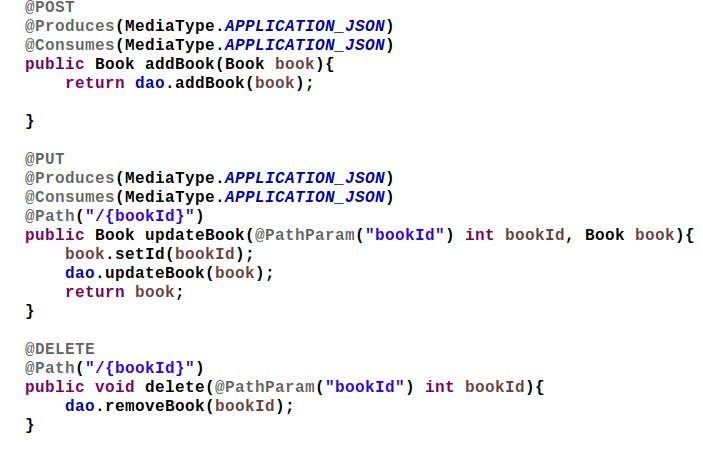 @POST
@Produces(MediaType.APPLICATION_JSON)
@Consumes(MediaType.APPLICATION_JSON)
public Book addBook(Book book){
    return dao.addBook(book);

}

@PUT
@Produces(MediaType.APPLICATION_JSON)
@Consumes(MediaType.APPLICATION_JSON)
@Path("/{bookId}")
public Book updateBook(@PathParam("bookId") int bookId, Book book){
    book.setId(bookId);
    dao.updateBook(book);
    return book;
}

@DELETE
@Path("/{bookId}")
public void delete(@PathParam("bookId") int bookId){
    dao.removeBook(bookId);
}